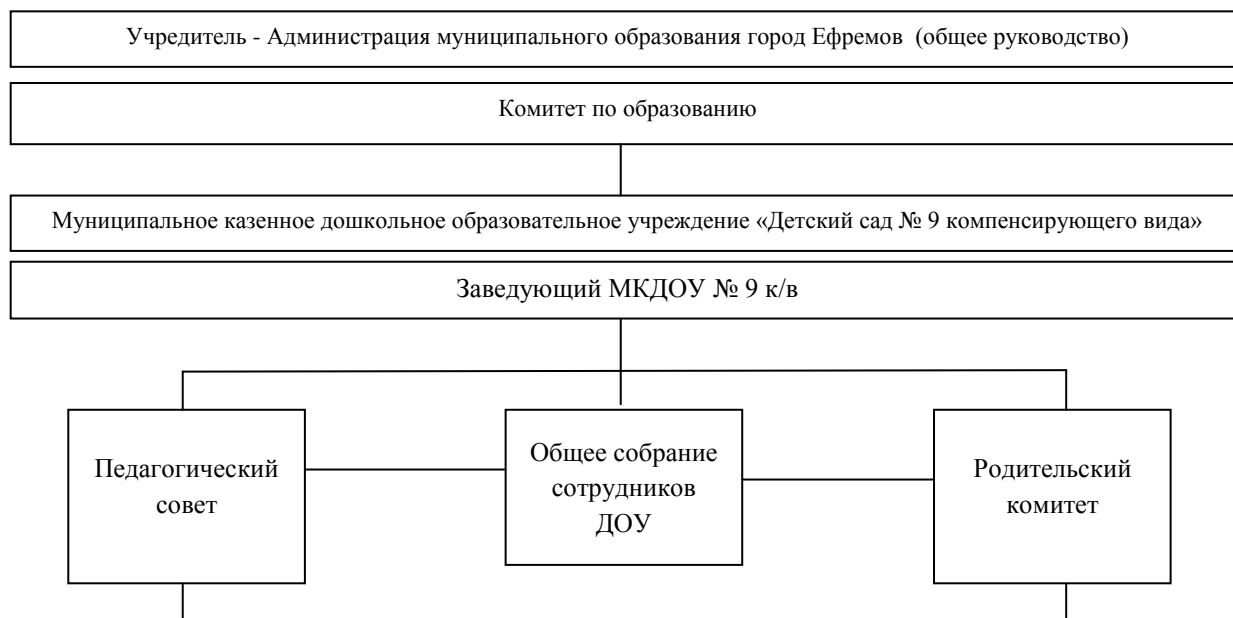 Учредитель - Администрация муниципального образования город Ефремов (общее руководство)
Комитет по образованию
Муниципальное казенное дошкольное образовательное учреждение «Детский сад № 9 компенсирующего вида»
Заведующий МКДОУ № 9 к/в
Педагогический
совет
Общее собрание
сотрудников
ДОУ
Родительский
комитет